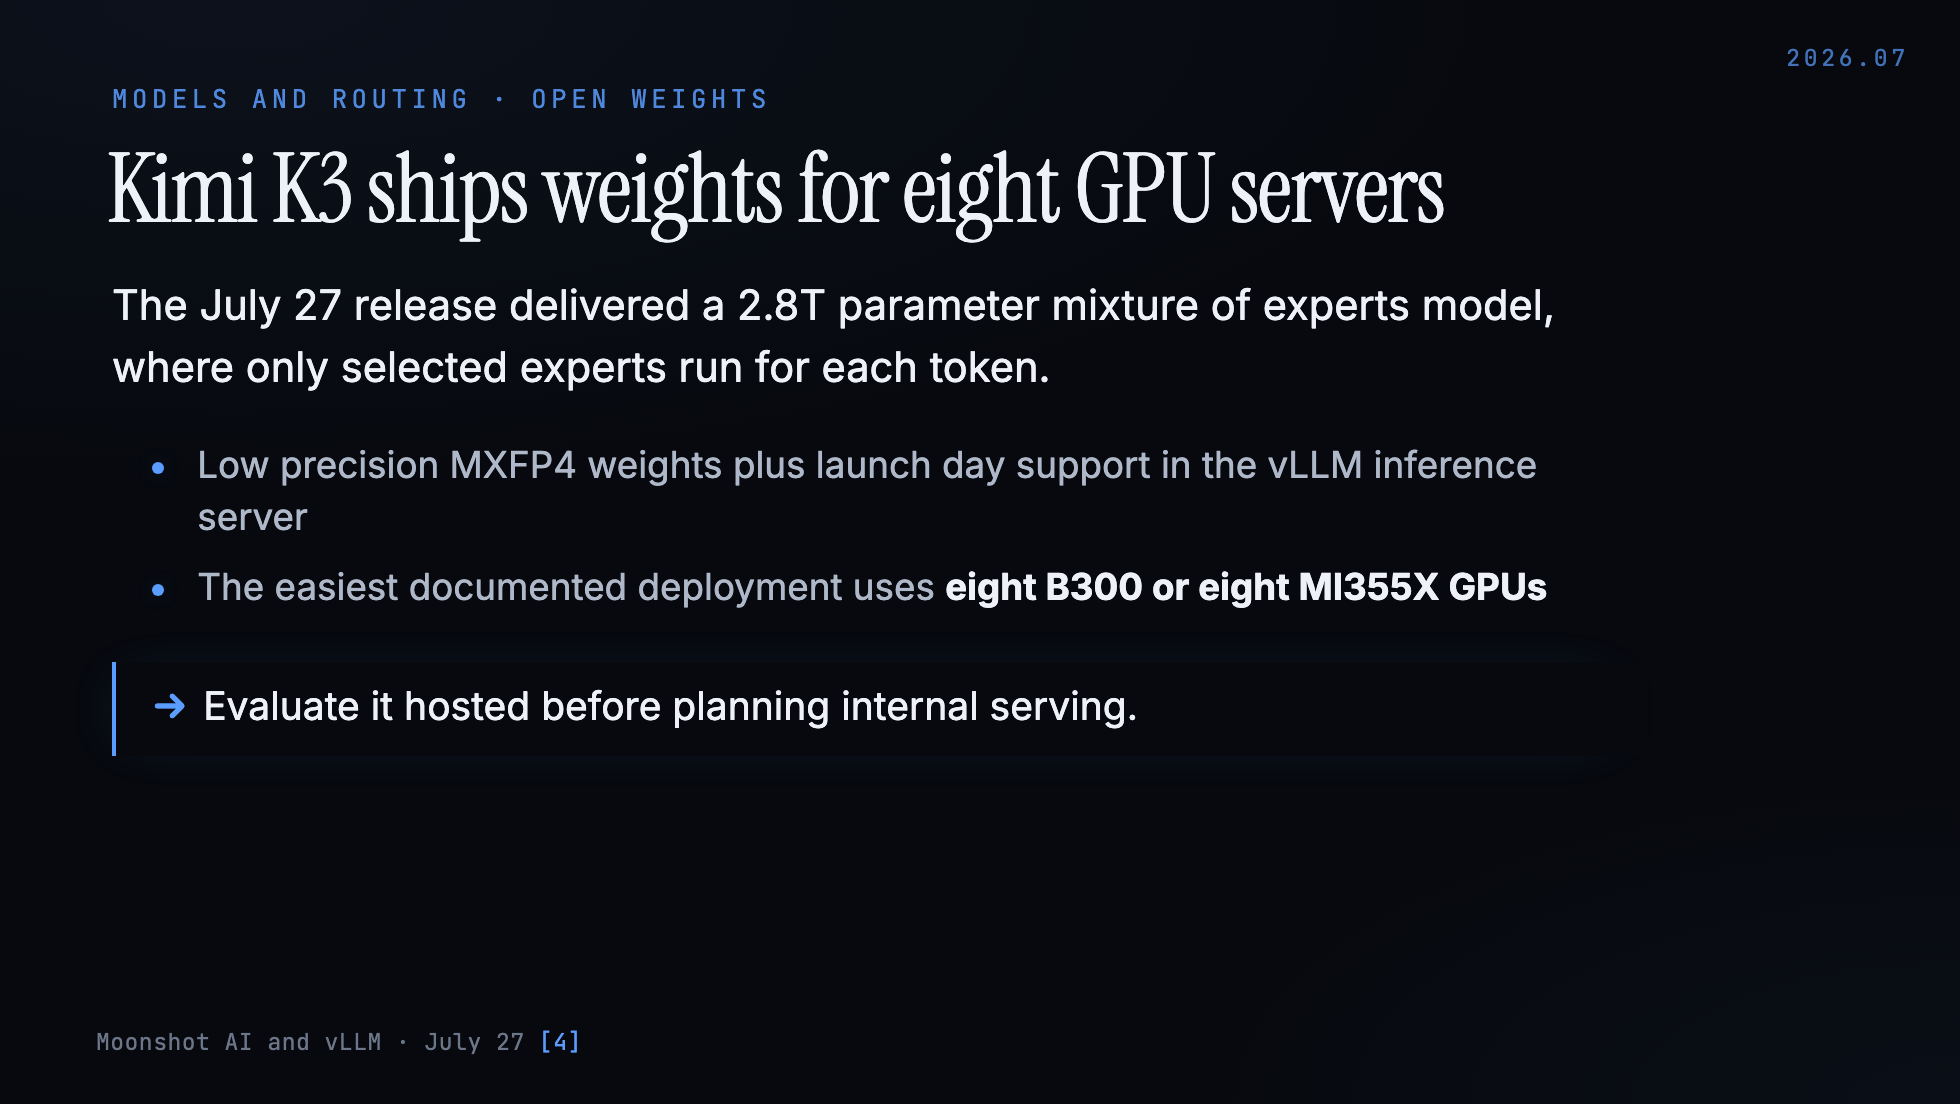 2026.07
MODELS AND ROUTING · OPEN WEIGHTS
Kimi K3 ships weights for eight GPU servers
The July 27 release delivered a 2.8T parameter mixture of experts model,
where only selected experts run for each token.
• Low precision MXFP4 weights plus launch day support in the vLLM inference
server
• The easiest documented deployment uses eight B300 or eight MI355X GPUs
→ Evaluate it hosted before planning internal serving.
Moonshot AI and vLLM · July 27 [4]